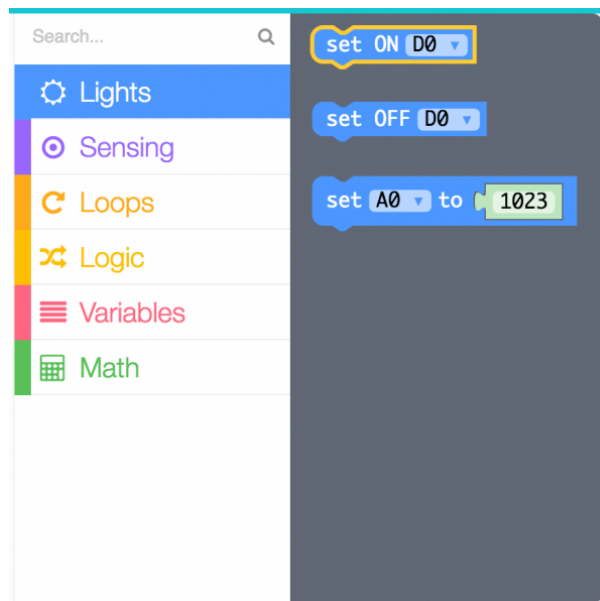 Search...
Lights
Sensing
Loops
Logic
Variables
Math
set ON D0
set OFF D0
set A0 to 1023